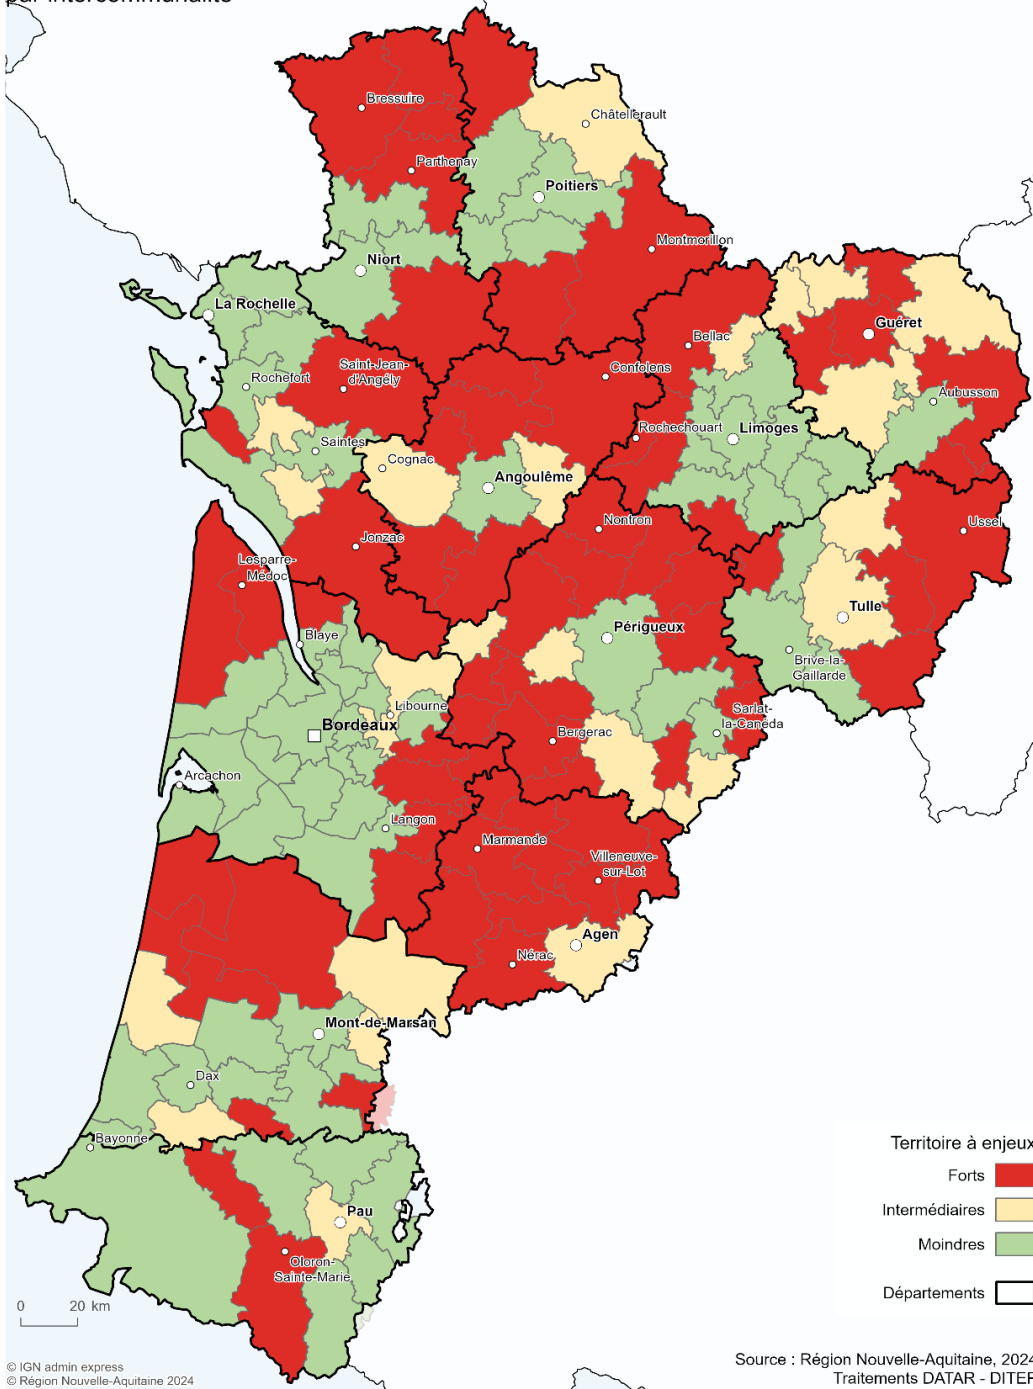 par intercommunalité
Bressuire
Châtellerault
Parthenay
Poitiers
Montmorillon
Niort
La Rochelle
Guéret
Bellac
Saint-Jean-
d'Angély
Confolens
Rochefort
Aubusson
Rochechouart
Limoges
Saintes
Cognac
Angoulême
Nontron
Ussel
Jonzac
Lesparre-
Médoc
Tulle
Périgueux
Blaye
Brive-la-
Gaillarde
Libourne
Sarlat-
la-Canéda
Bordeaux
Bergerac
Arcachon
Langon
Marmande
Villeneuve-
sur-Lot
Agen
Nérac
Mont-de-Marsan
Dax
Bayonne
Pau
Oloron-
Sainte-Marie
Territoire à enjeux
Forts
Intermédiaires
Moindres
Départements
0 20 km
© IGN admin express
© Région Nouvelle-Aquitaine 2024
Source : Région Nouvelle-Aquitaine, 2024
Traitements DATAR - DITEP